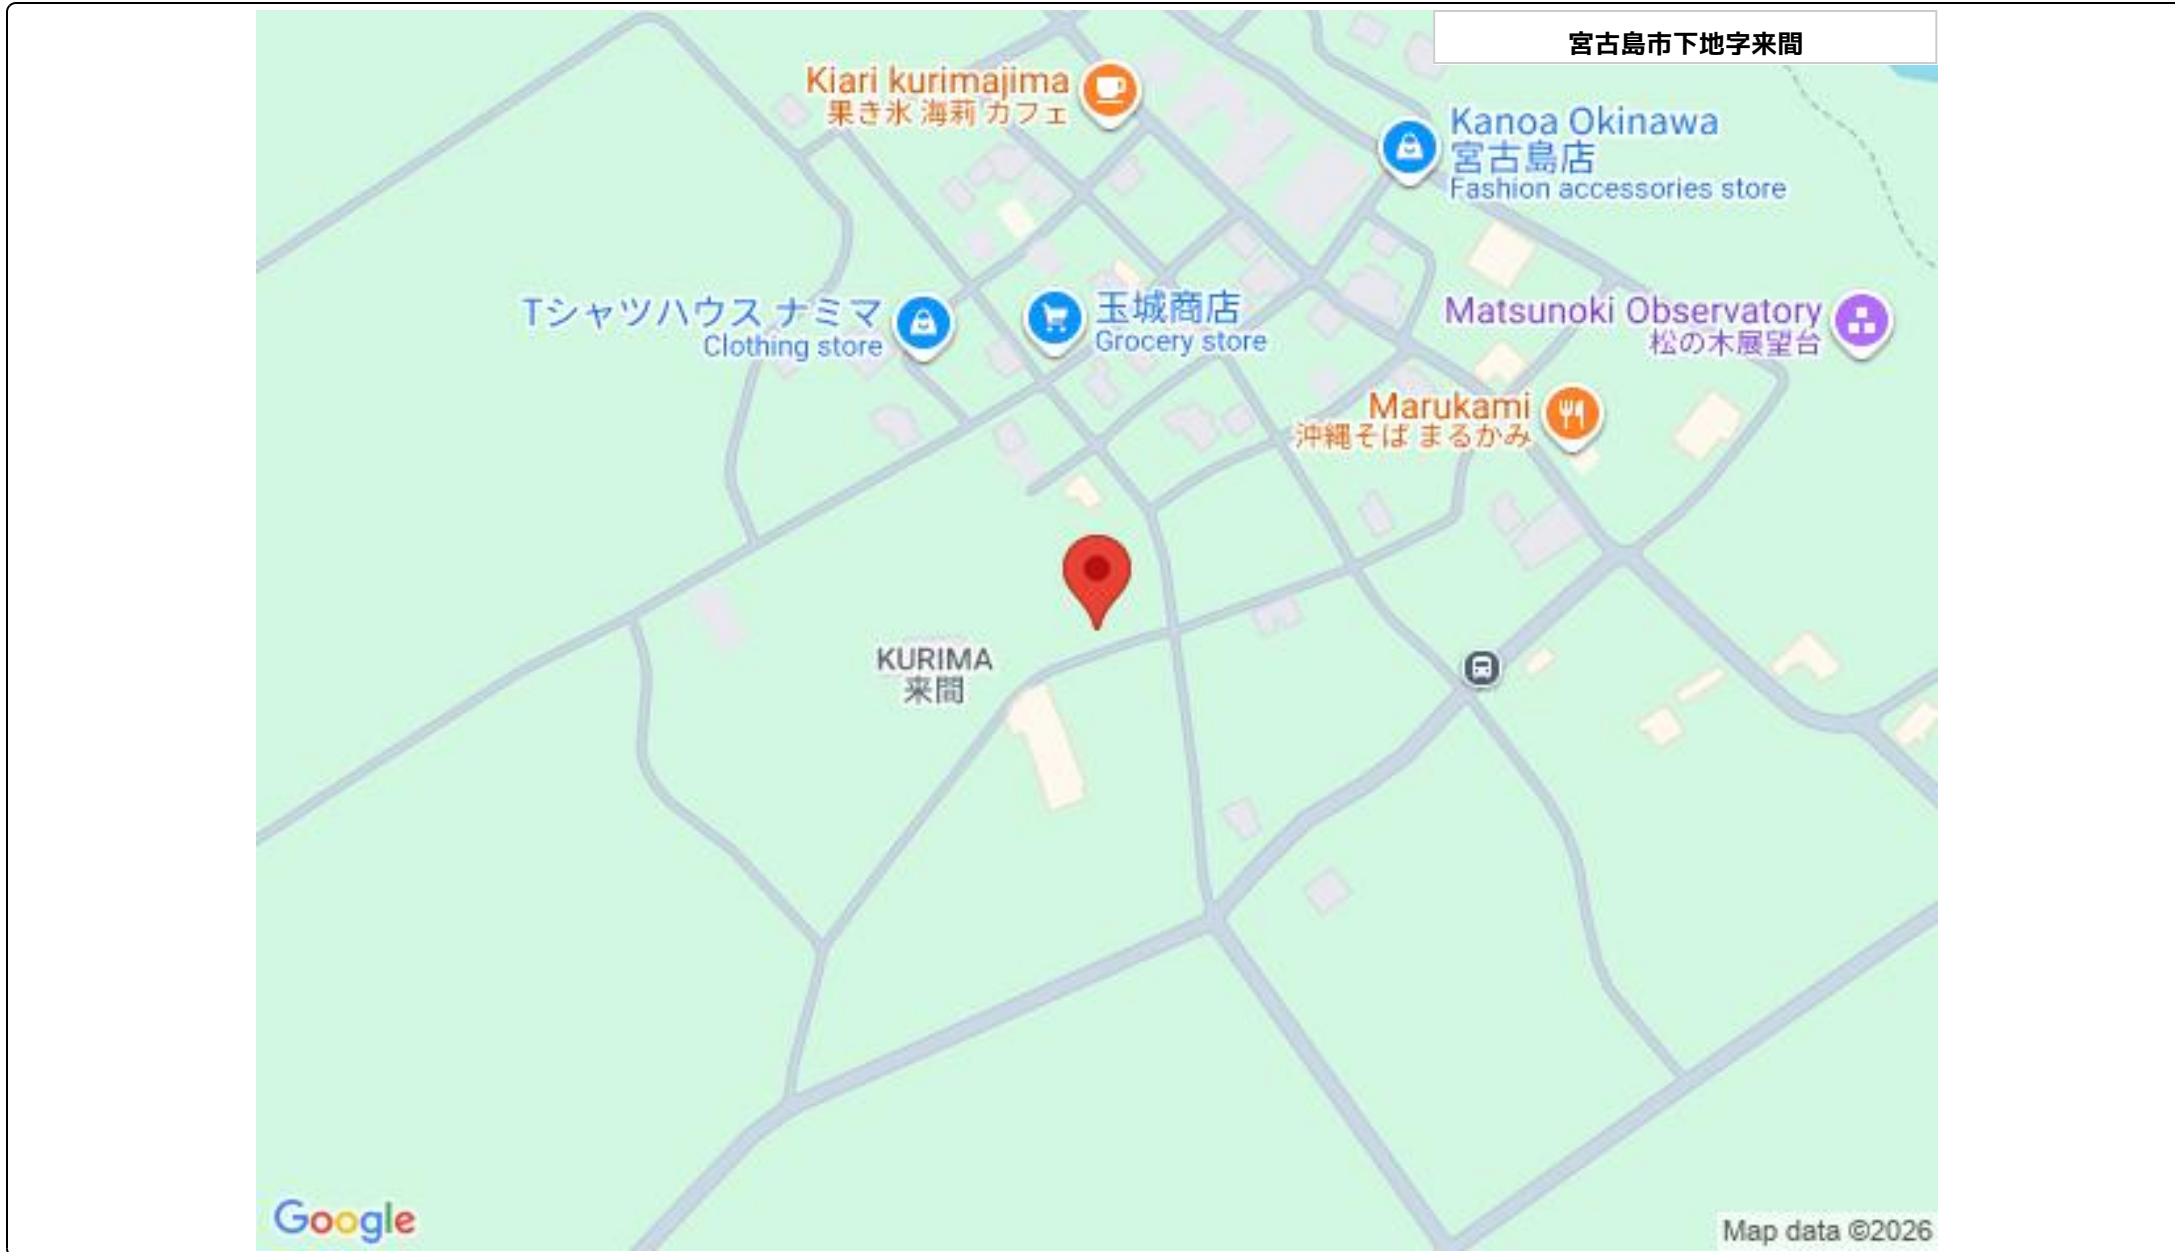 宮古島市下地字来間
Kiari kurimajima
果き氷 海莉 カフェ
Kanoa Okinawa
宮古島店
Fashion accessories store
Tシャツハウス ナミマ
Clothing store
玉城商店
Grocery store
Matsunoki Observatory
松の木展望台
Marukami
沖縄そば まるかみ
KURIMA
来間
Google
Map data ©2026